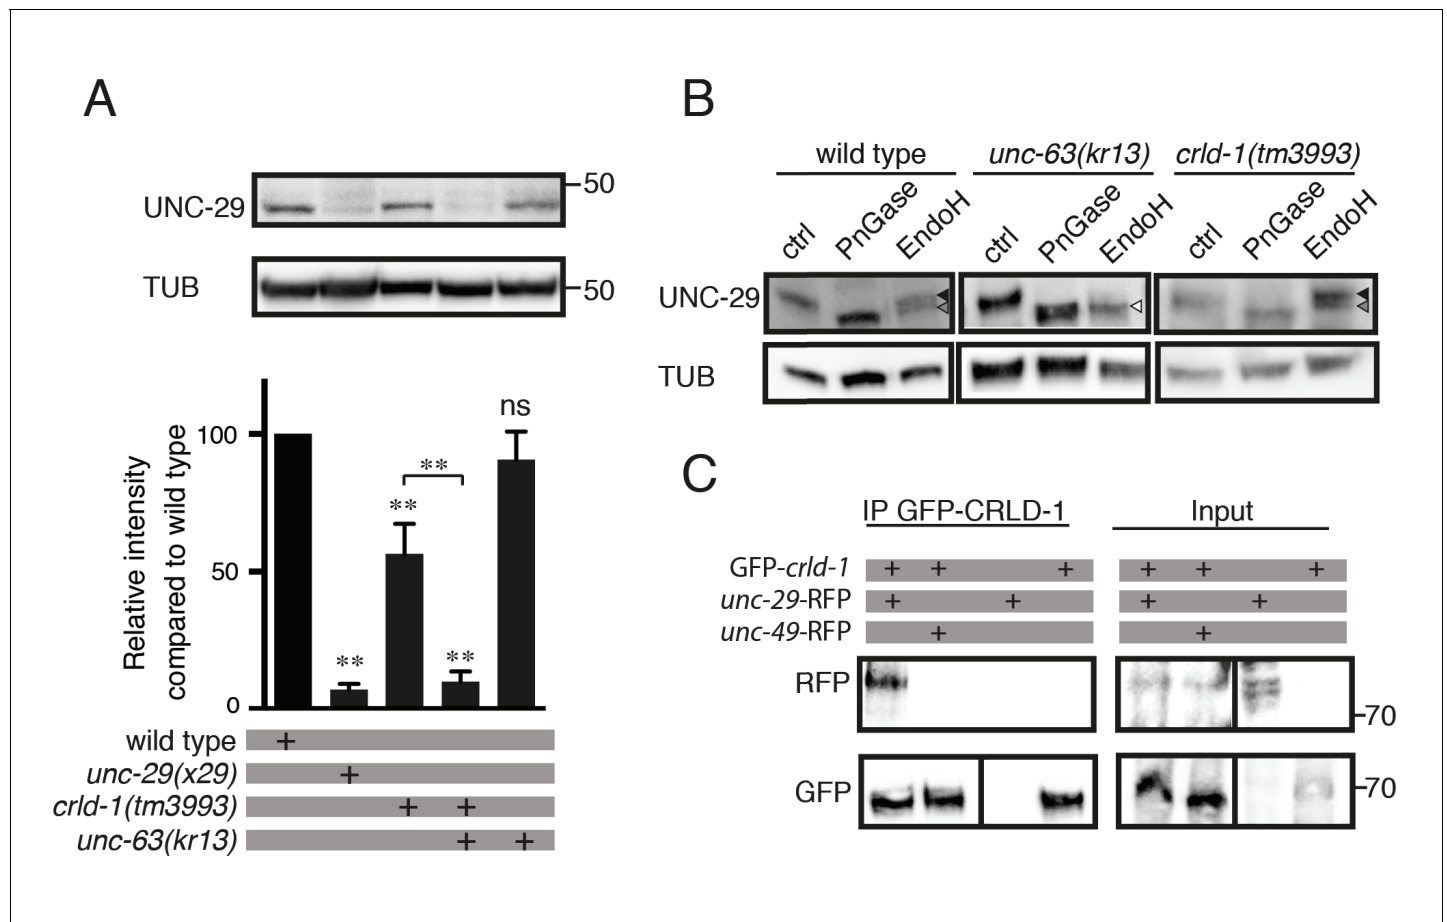 A
UNC-29
50
TUB
50
Relative intensity
compared to wild type
100
50
0
**
**
**
**
ns
wild type +
unc-29(x29) +
crld-1(tm3993) + +
unc-63(kr13) + +
B
wild type unc-63(kr13) crld-1(tm3993)
ctrl PnGase EndoH ctrl PnGase EndoH ctrl PnGase EndoH
UNC-29
TUB
C
IP GFP-CRLD-1 Input
GFP-crld-1 + + + + + +
unc-29-RFP + + + +
unc-49-RFP + +
RFP
70
GFP
70